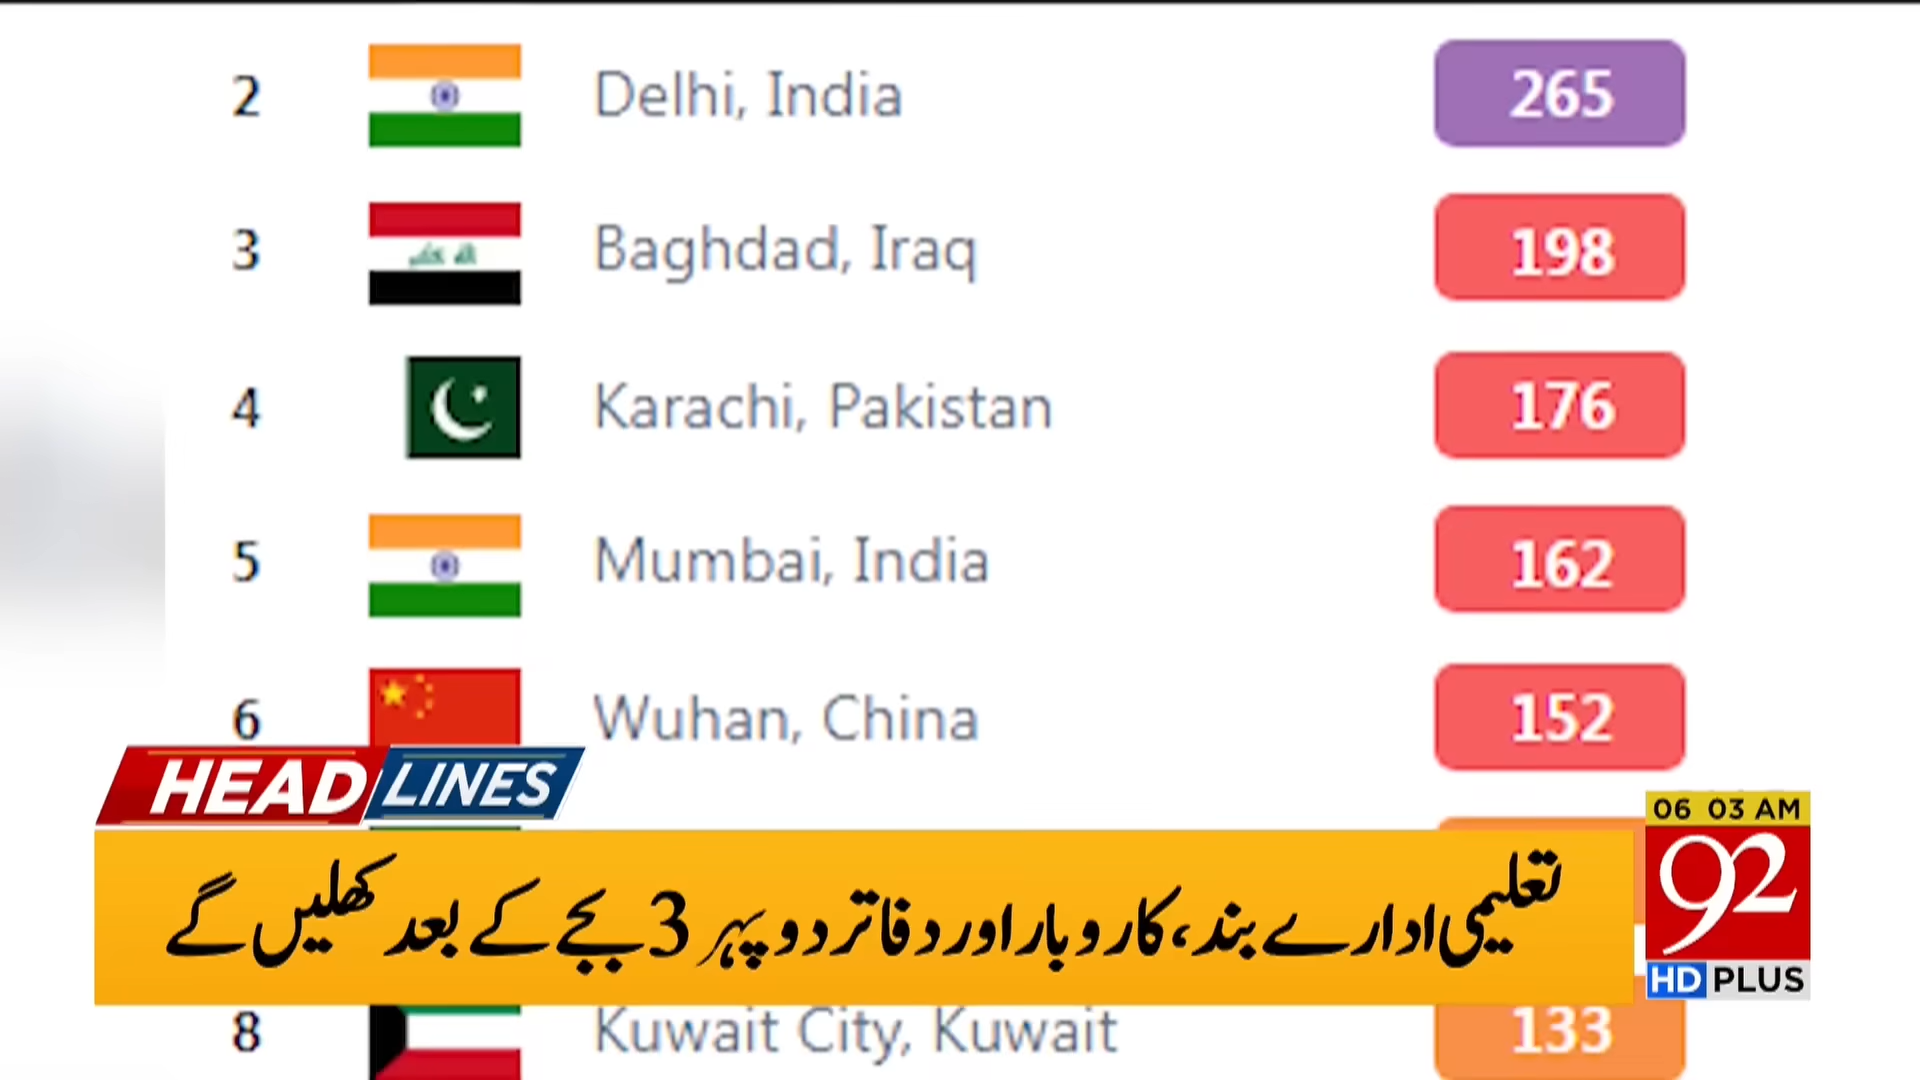 2 Delhi, India 265
3 Baghdad, Iraq 198
4 Karachi, Pakistan 176
5 Mumbai, India 162
6 Wuhan, China 152
HEADLINES
06 03 AM
92
HD PLUS
تعلیمی ادارے بند، کاروبار اور دفاتر دوپہر 3 بجے کے بعد کھلیں گے
8 Kuwait City, Kuwait 133